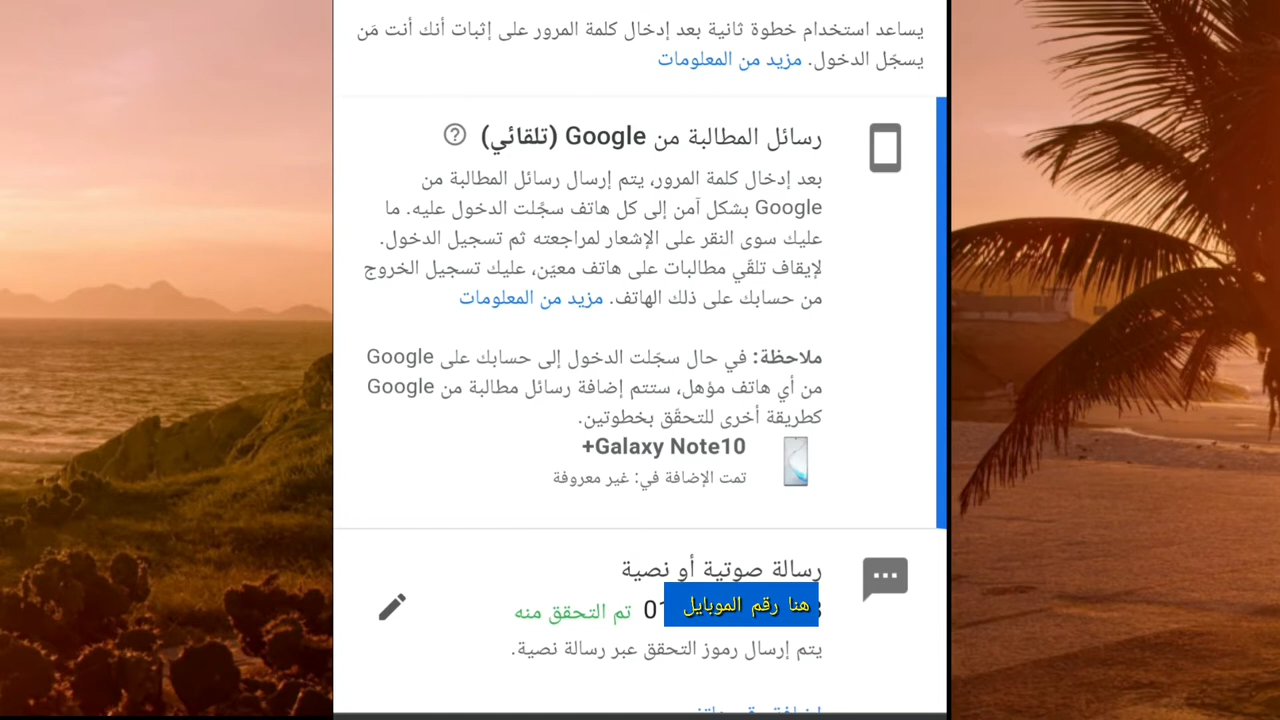 يساعد استخدام خطوة ثانية بعد إدخال كلمة المرور على إثبات أنك أنت مَن
يسجّل الدخول. مزيد من المعلومات
رسائل المطالبة من Google (تلقائي)
بعد إدخال كلمة المرور، يتم إرسال رسائل المطالبة من
Google بشكل آمن إلى كل هاتف سجَّلت الدخول عليه. ما
عليك سوى النقر على الإشعار لمراجعته ثم تسجيل الدخول.
لإيقاف تلقّي مطالبات على هاتف معيّن، عليك تسجيل الخروج
من حسابك على ذلك الهاتف. مزيد من المعلومات
ملاحظة: في حال سجّلت الدخول إلى حسابك على Google
من أي هاتف مؤهل، ستتم إضافة رسائل مطالبة من Google
كطريقة أخرى للتحقّق بخطوتين.
Galaxy Note10+
تمت الإضافة في: غير معروفة
رسالة صوتية أو نصية
هنا رقم الموبايل 01 تم التحقق منه
يتم إرسال رموز التحقق عبر رسالة نصية.